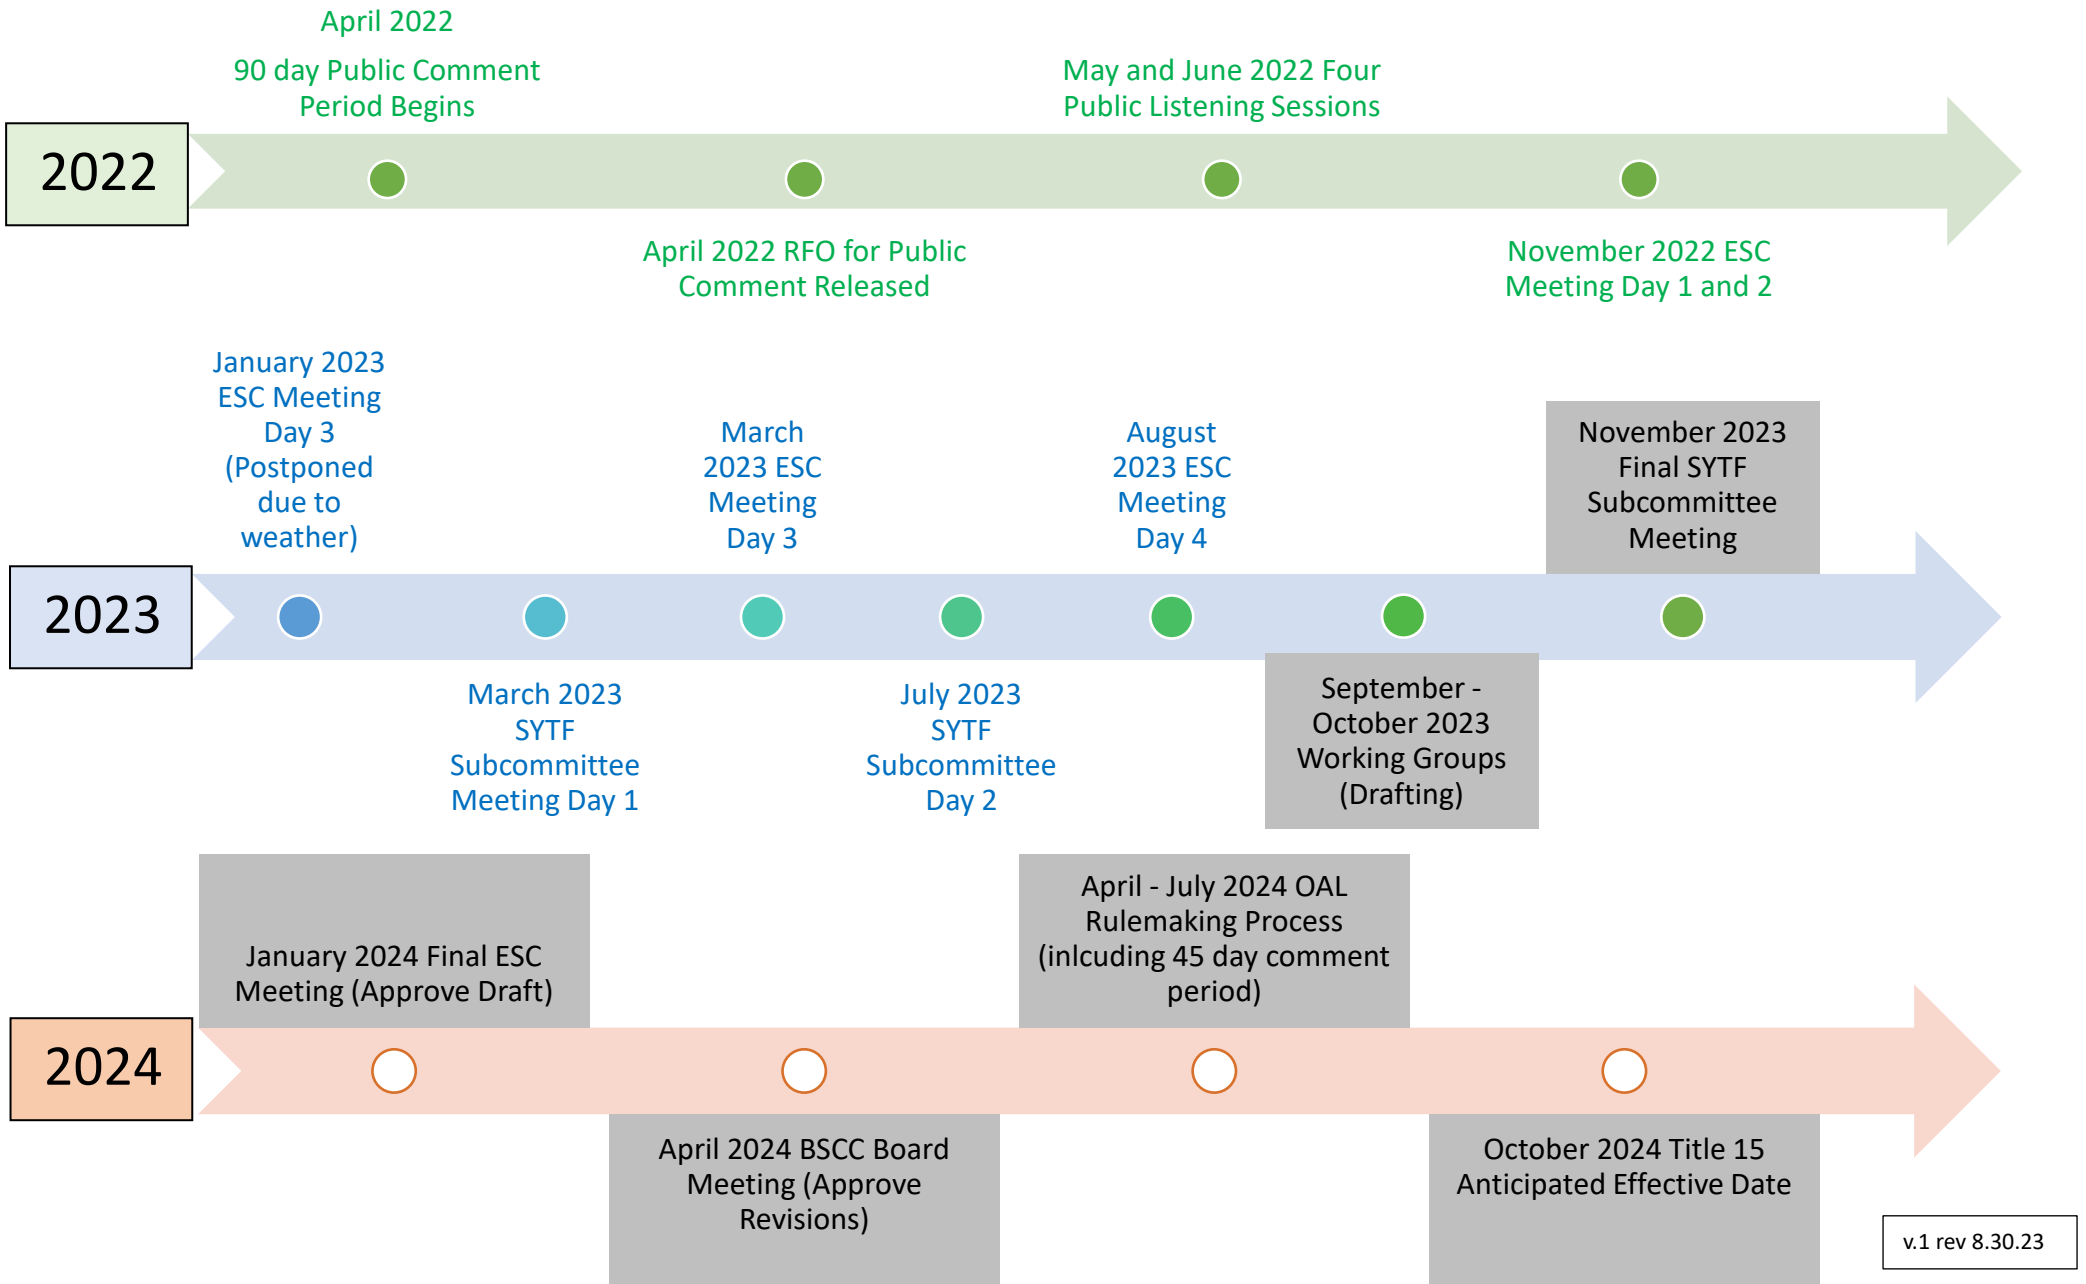 April 2022
90 day Public Comment
Period Begins
May and June 2022 Four
Public Listening Sessions
2022
April 2022 RFO for Public
Comment Released
November 2022 ESC
Meeting Day 1 and 2
January 2023
ESC Meeting
Day 3
(Postponed
due to
weather)
March
2023 ESC
Meeting
Day 3
August
2023 ESC
Meeting
Day 4
November 2023
Final SYTF
Subcommittee
Meeting
2023
March 2023
SYTF
Subcommittee
Meeting Day 1
July 2023
SYTF
Subcommittee
Day 2
September -
October 2023
Working Groups
(Drafting)
January 2024 Final ESC
Meeting (Approve Draft)
April - July 2024 OAL
Rulemaking Process
(inlcuding 45 day comment
period)
2024
April 2024 BSCC Board
Meeting (Approve
Revisions)
October 2024 Title 15
Anticipated Effective Date
v.1 rev 8.30.23